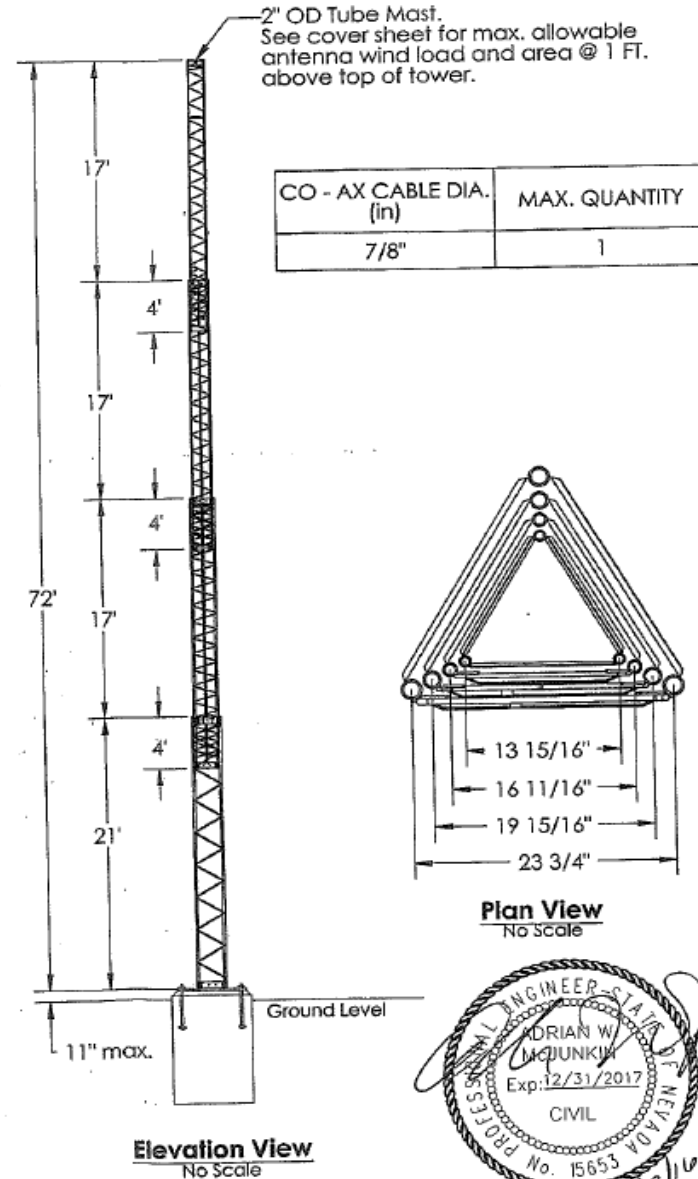 2" OD Tube Mast.
See cover sheet for max. allowable
antenna wind load and area @ 1 FT.
above top of tower.
CO - AX CABLE DIA.
(in)
MAX. QUANTITY
7/8"
1
17'
4'
17'
4'
72'
17'
4'
21'
11" max.
Ground Level
Elevation View
No Scale
13 15/16"
16 11/16"
19 15/16"
23 3/4"
Plan View
No Scale
PROFESSIONAL ENGINEER-STATE OF NEVADA
ADRIAN W.
McJUNKIN
Exp: 12/31/2017
CIVIL
No. 15653